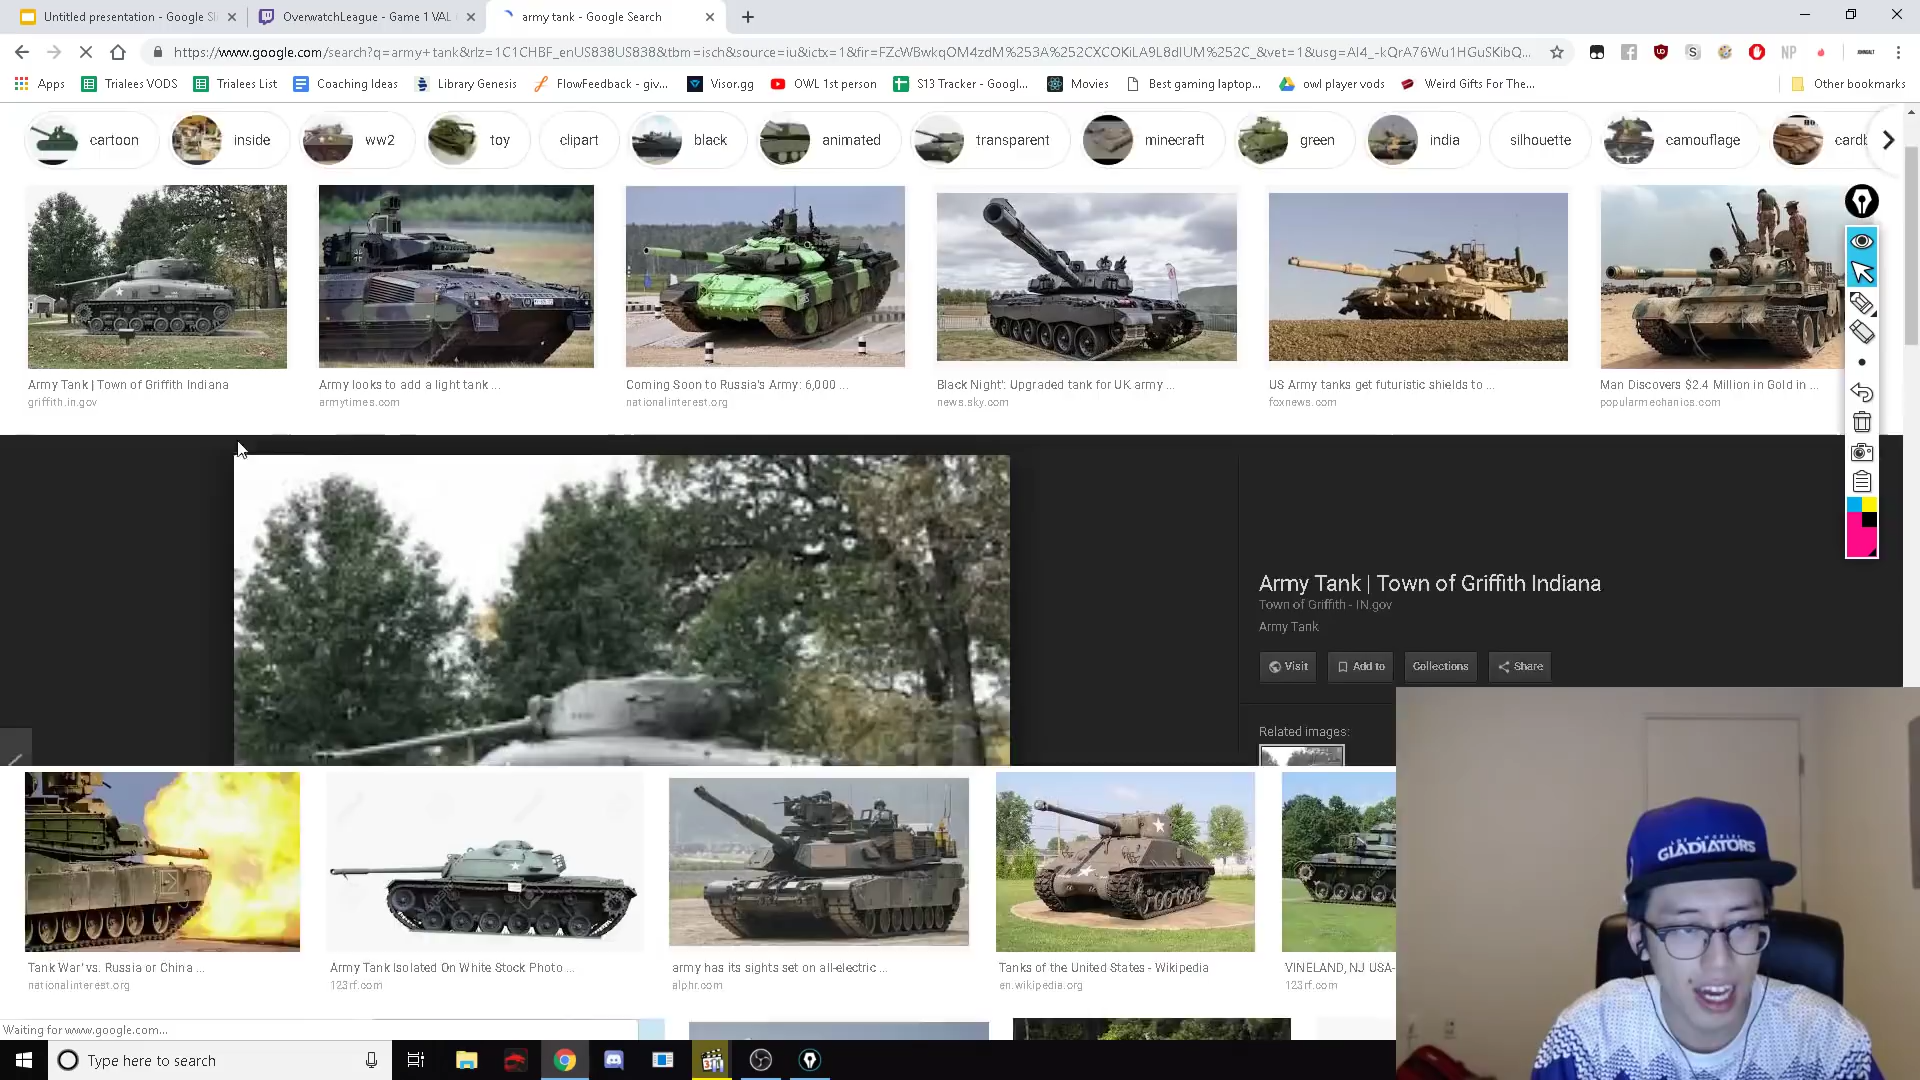 Untitled presentation - Google Sl
OverwatchLeague - Game 1 VAL
army tank - Google Search
https://www.google.com/search?q=army+tank&rlz=1C1CHBF_enUS838US838&tbm=isch&source=iu&ictx=1&fir=FZcWBwkqOM4zdM%253A%252CXCOKiLA9L8dIUM%252C_&vet=1&usg=AI4_-kQrA76Wu1HGuSKibQ...
Apps
Trialees VODS
Trialees List
Coaching Ideas
Library Genesis
FlowFeedback - giv...
Visor.gg
OWL 1st person
S13 Tracker - Googl...
Movies
Best gaming laptop...
owl player vods
Weird Gifts For The...
Other bookmarks
cartoon
inside
ww2
toy
clipart
black
animated
transparent
minecraft
green
india
silhouette
camouflage
cardb
Army Tank | Town of Griffith Indiana
griffith.in.gov
Army looks to add a light tank ...
armytimes.com
Coming Soon to Russia's Army: 6,000 ...
nationalinterest.org
Black Night': Upgraded tank for UK army ...
news.sky.com
US Army tanks get futuristic shields to ...
foxnews.com
Man Discovers $2.4 Million in Gold in ...
popularmechanics.com
Army Tank | Town of Griffith Indiana
Town of Griffith - IN.gov
Army Tank
Visit
Add to
Collections
Share
Related images:
Tank War' vs. Russia or China ...
nationalinterest.org
Army Tank Isolated On White Stock Photo ...
123rf.com
army has its sights set on all-electric ...
alphr.com
Tanks of the United States - Wikipedia
en.wikipedia.org
VINELAND, NJ USA-
123rf.com
LOS ANGELES
GLADIATORS
Waiting for www.google.com...
Type here to search